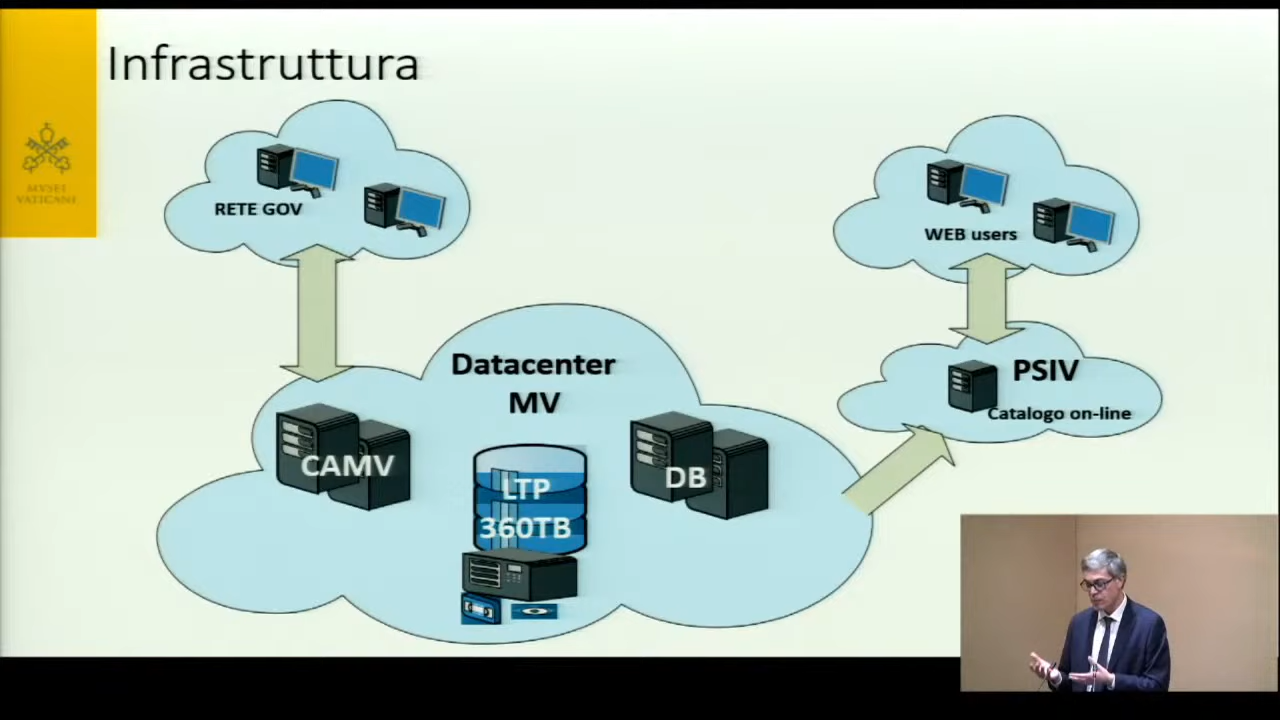 Infrastruttura
MVSEI
VATICANI
RETE GOV
WEB users
Datacenter
MV
PSIV
Catalogo on-line
CAMV
LTP
360TB
DB